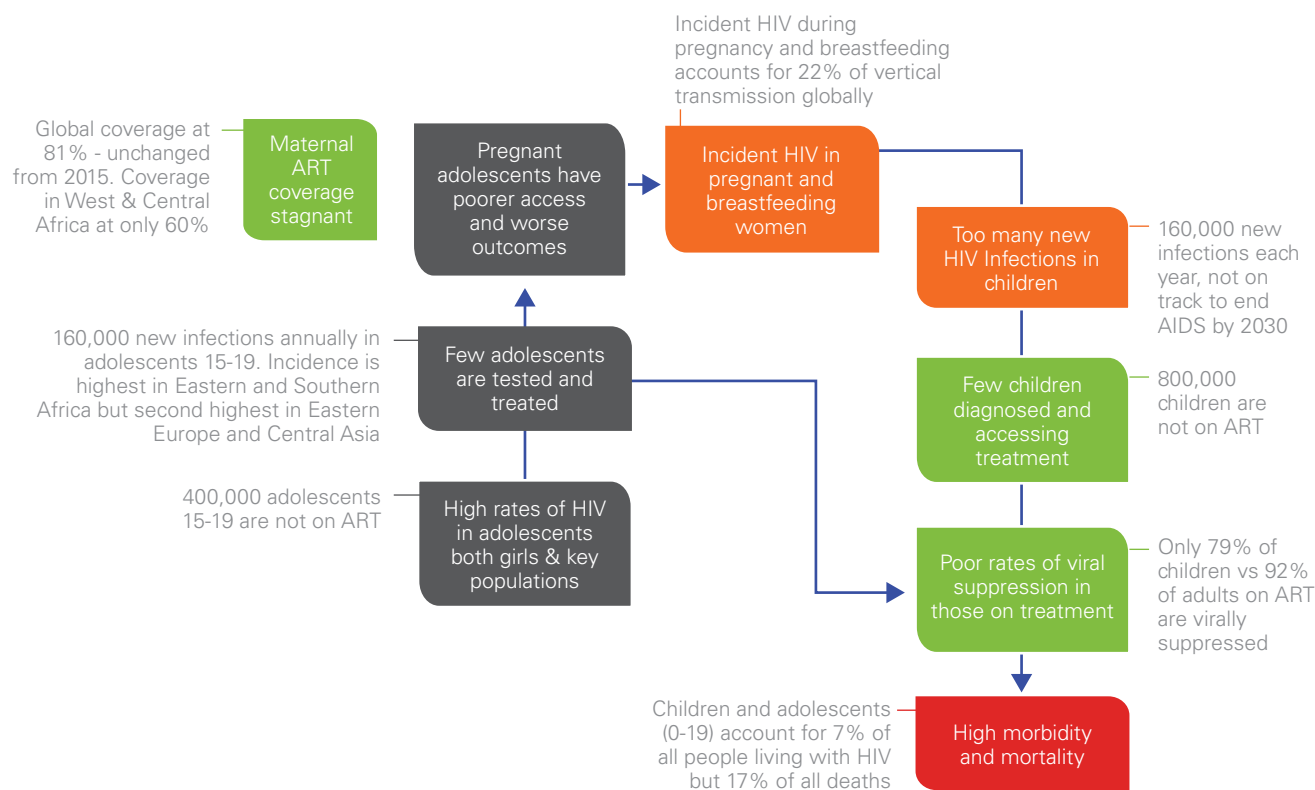 Incident HIV during
pregnancy and breastfeeding
accounts for 22% of vertical
transmission globally
Global coverage at
81% - unchanged
from 2015. Coverage
in West & Central
Africa at only 60%
Maternal
ART
coverage
stagnant
Pregnant
adolescents have
poorer access
and worse
outcomes
Incident HIV in
pregnant and
breastfeeding
women
Too many new
HIV Infections in
children
160,000 new
infections each
year, not on
track to end
AIDS by 2030
160,000 new infections annually in
adolescents 15-19. Incidence is
highest in Eastern and Southern
Africa but second highest in Eastern
Europe and Central Asia
Few adolescents
are tested and
treated
Few children
diagnosed and
accessing
treatment
800,000
children are
not on ART
400,000 adolescents
15-19 are not on ART
High rates of HIV
in adolescents
both girls & key
populations
Poor rates of viral
suppression in
those on treatment
Only 79% of
children vs 92%
of adults on ART
are virally
suppressed
Children and adolescents
(0-19) account for 7% of
all people living with HIV
but 17% of all deaths
High morbidity
and mortality